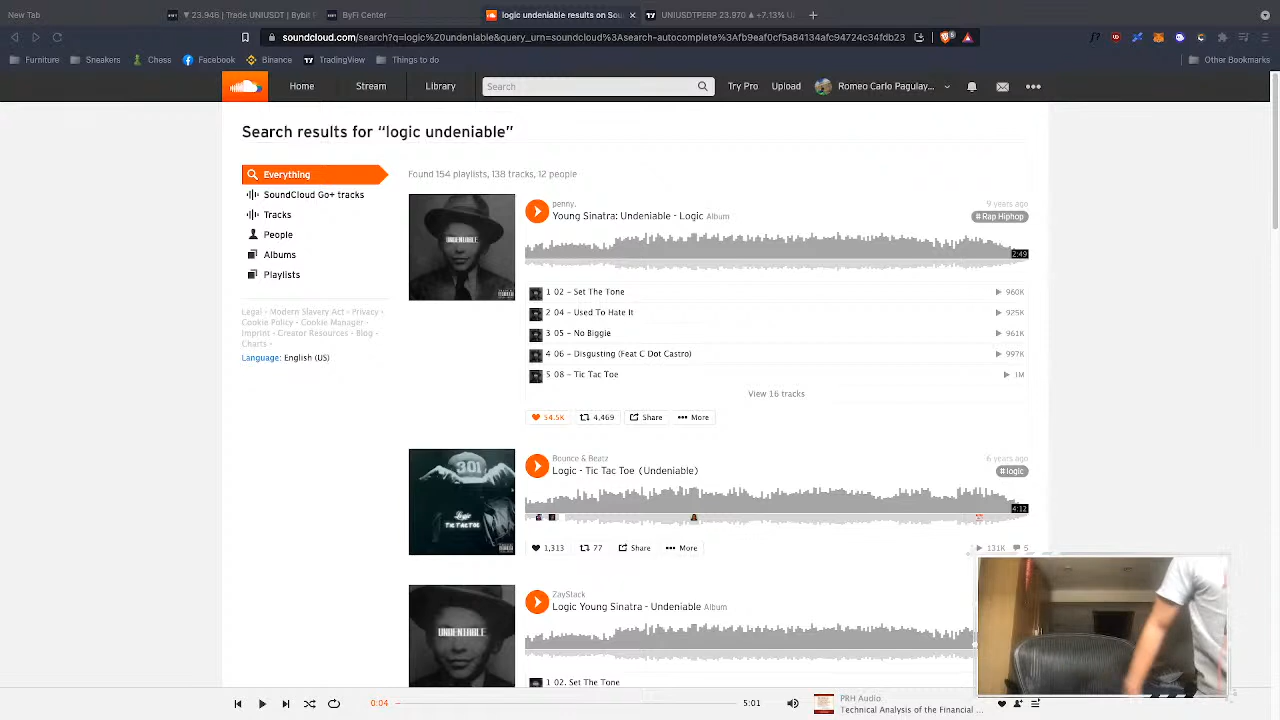 New Tab
▼ 23.946 | Trade UNIUSDT | Bybit F
ByFi Center
logic undeniable results on Sou
UNIUSDTPERP 23.970 ▲ +7.13% U
soundcloud.com/search?q=logic%20undeniable&query_urn=soundcloud%3Asearch-autocomplete%3Afb9eaf0cf5a84134afc94724c34fdb23
Furniture
Sneakers
Chess
Facebook
Binance
TradingView
Things to do
Other Bookmarks
Home
Stream
Library
Search
Try Pro
Upload
Romeo Carlo Pagulay...
Search results for “logic undeniable”
Everything
SoundCloud Go+ tracks
Tracks
People
Albums
Playlists
Legal - Modern Slavery Act - Privacy -
Cookie Policy - Cookie Manager -
Imprint - Creator Resources - Blog -
Charts -
Language: English (US)
Found 154 playlists, 138 tracks, 12 people
penny.
9 years ago
Young Sinatra: Undeniable - Logic Album
# Rap Hiphop
UNDENIABLE
2:49
1 02 - Set The Tone
960K
2 04 - Used To Hate It
925K
3 05 - No Biggie
961K
4 06 - Disgusting (Feat C Dot Castro)
997K
5 08 - Tic Tac Toe
1M
View 16 tracks
54.5K
4,469
Share
More
Bounce & Beatz
6 years ago
Logic - Tic Tac Toe (Undeniable)
# logic
301
Logic
TIC TAC TOE
4:12
1,313
77
Share
More
131K
5
ZayStack
Logic Young Sinatra - Undeniable Album
UNDENIABLE
1 02. Set The Tone
0:04
5:01
PRH Audio
Technical Analysis of the Financial ...